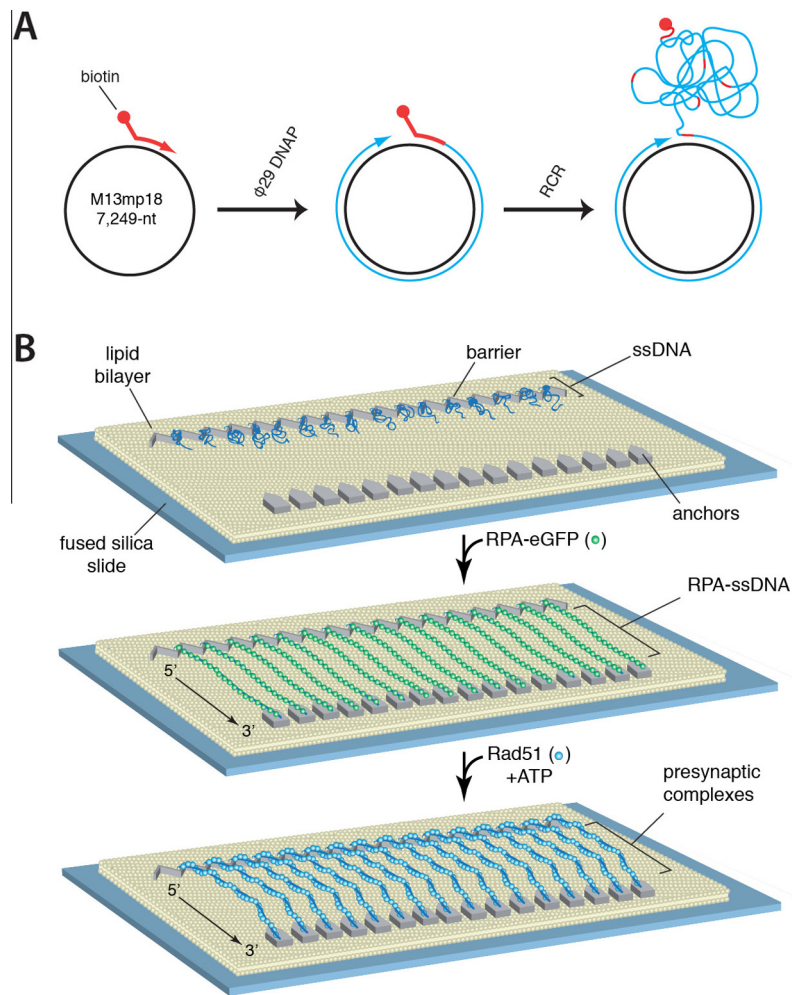 A
biotin
M13mp18
7,249-nt
φ29 DNAP
RCR
B
lipid
bilayer
barrier
ssDNA
fused silica
slide
anchors
RPA-eGFP ( )
RPA-ssDNA
5’
3’
Rad51 ( )
+ATP
presynaptic
complexes
5’
3’